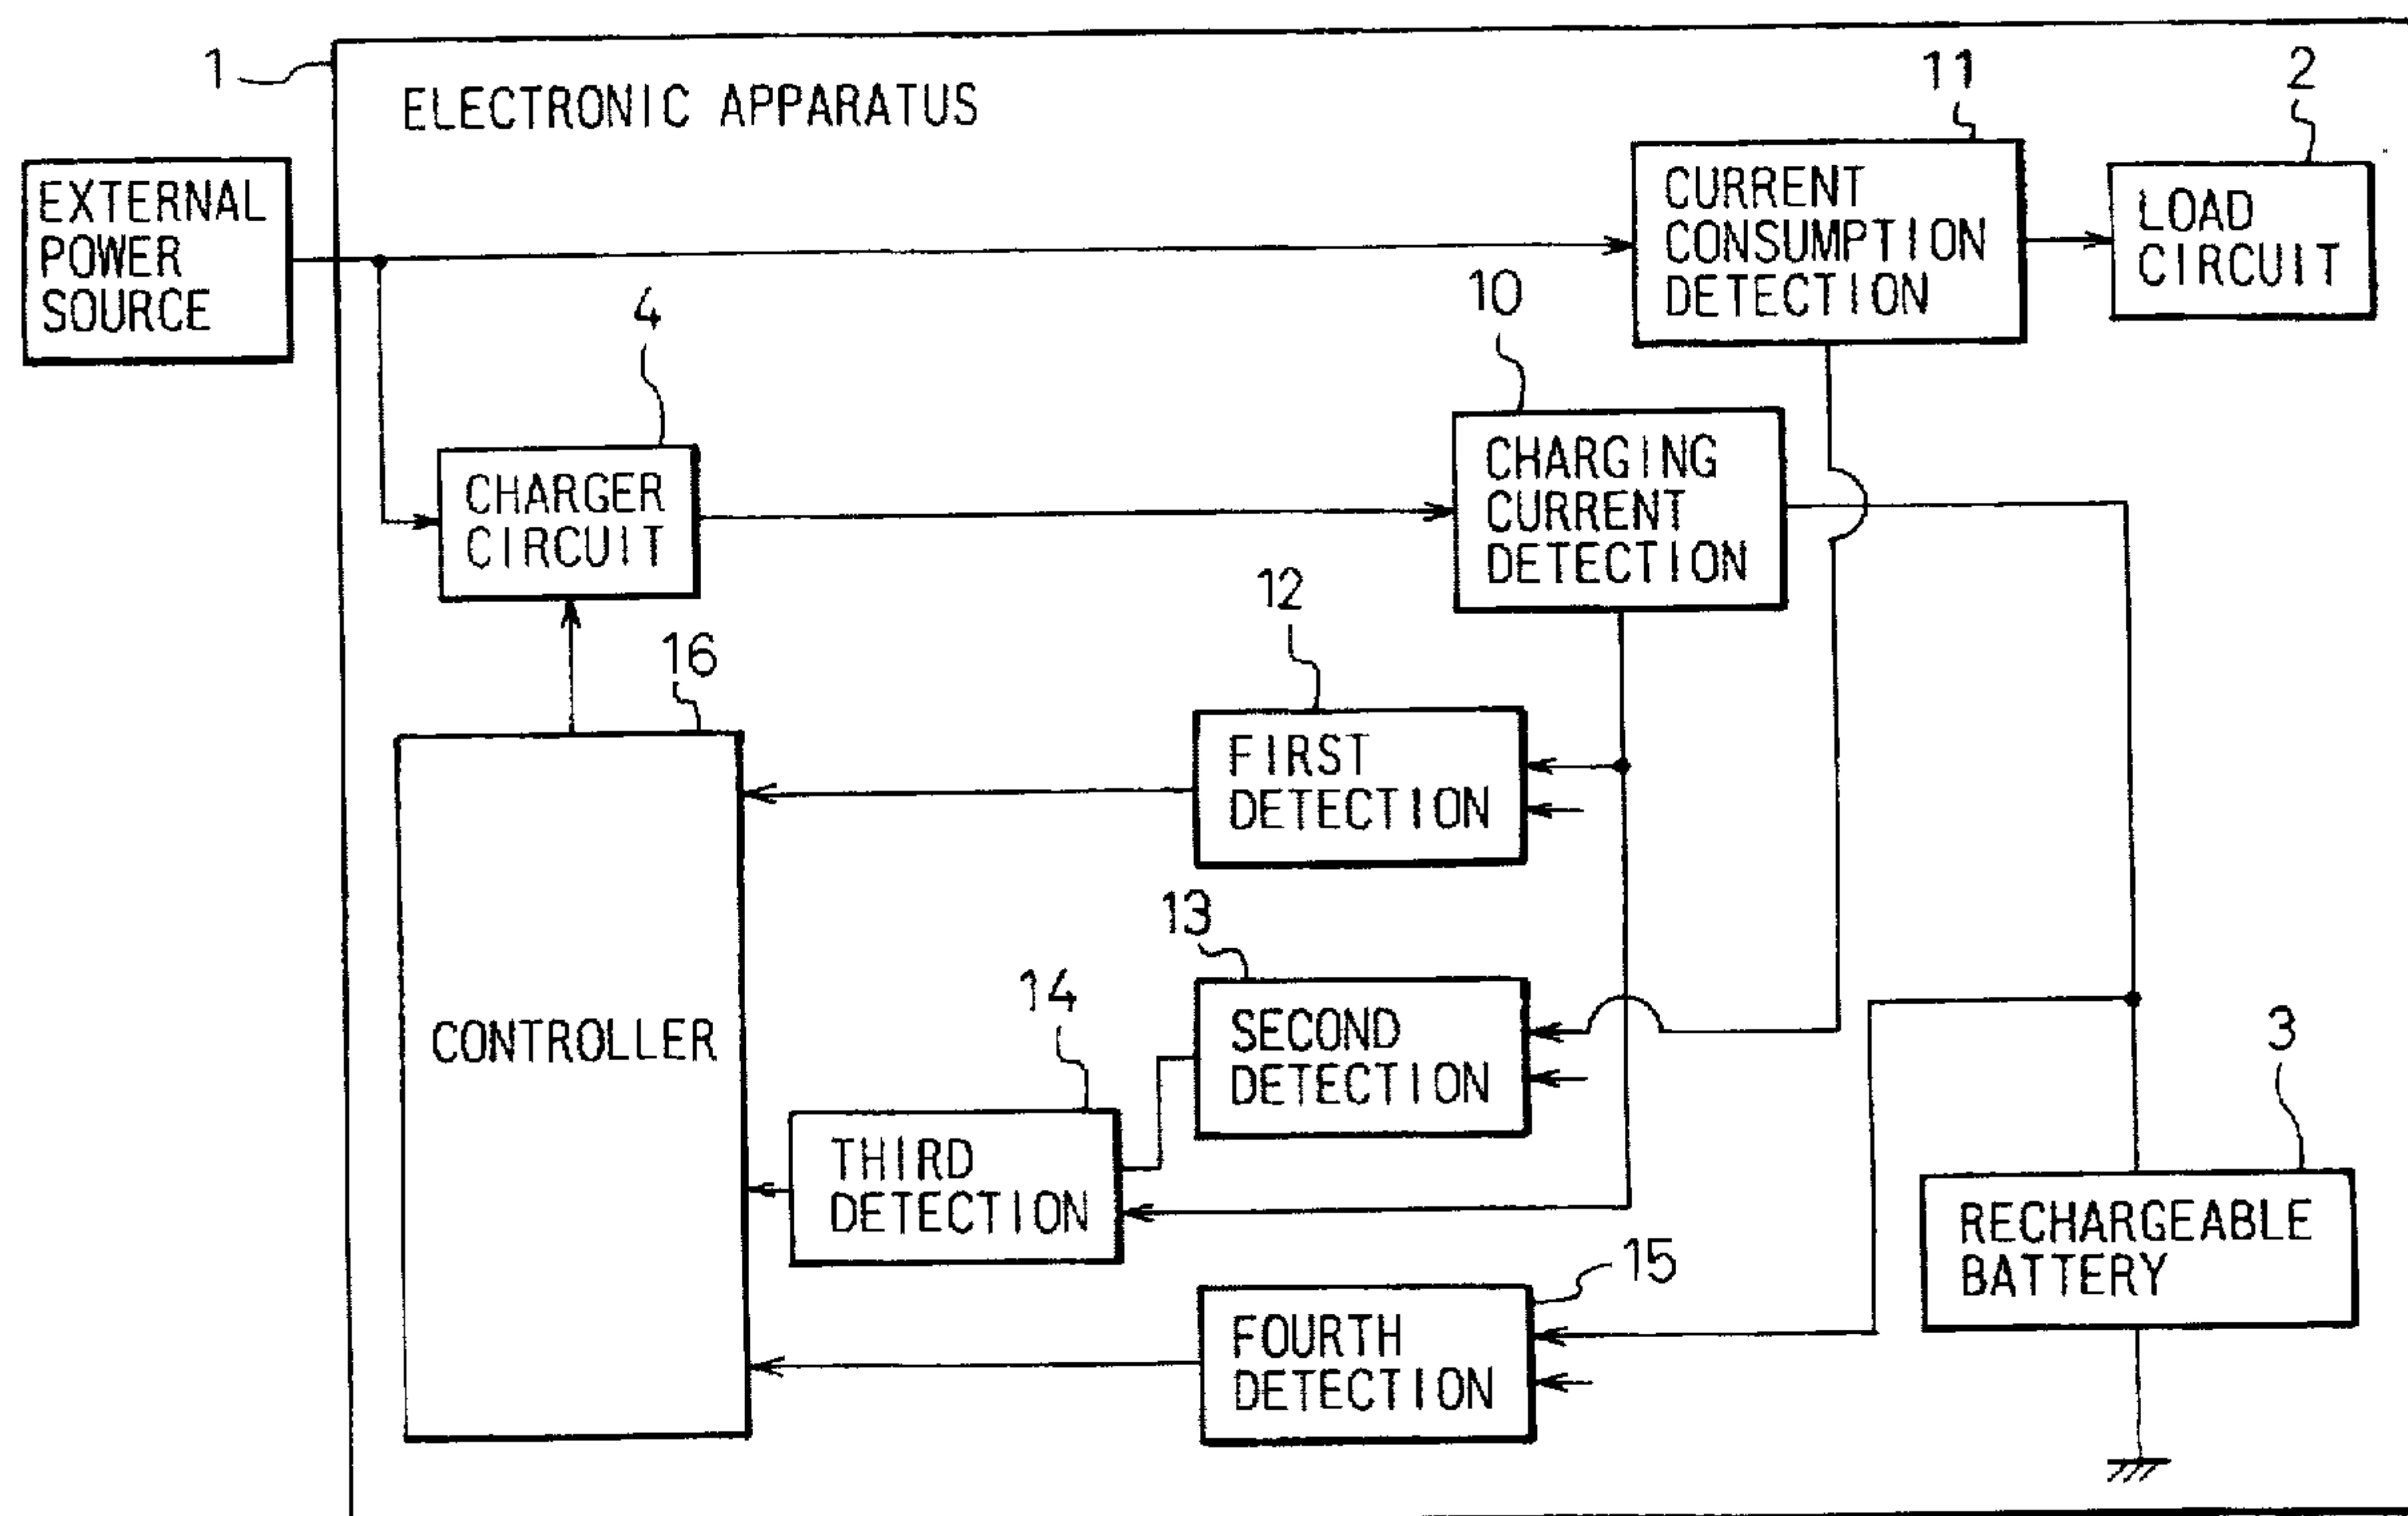 1
ELECTRONIC APPARATUS
11
2
EXTERNAL
POWER
SOURCE
CURRENT
CONSUMPTION
DETECTION
LOAD
CIRCUIT
4
10
CHARGER
CIRCUIT
CHARGING
CURRENT
DETECTION
12
16
FIRST
DETECTION
13
14
CONTROLLER
SECOND
DETECTION
3
THIRD
DETECTION
RECHARGEABLE
BATTERY
15
FOURTH
DETECTION